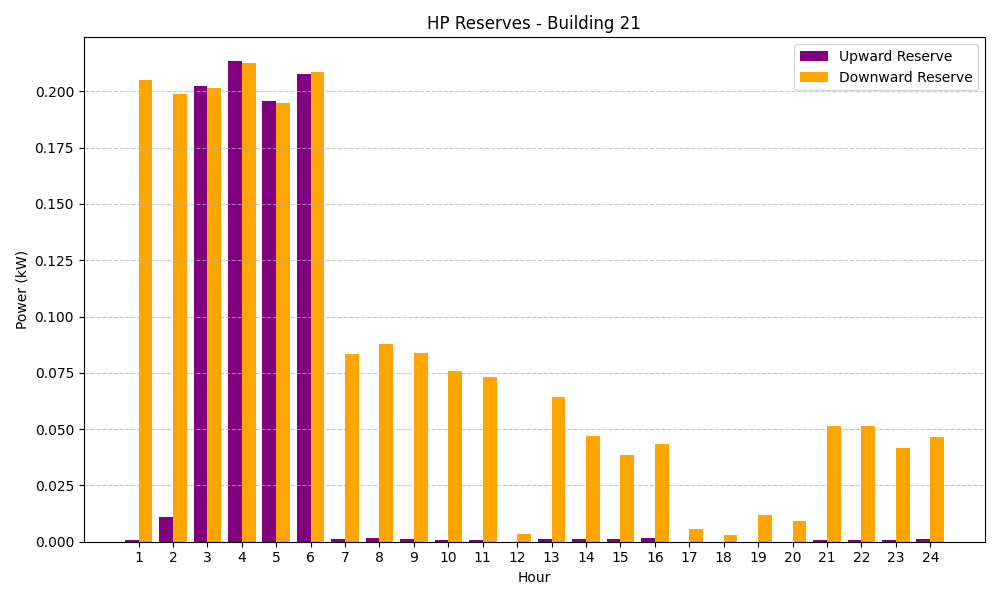 HP Reserves - Building 21
Upward Reserve
Downward Reserve
Power (kW)
0.200
0.175
0.150
0.125
0.100
0.075
0.050
0.025
0.000
1 2 3 4 5 6 7 8 9 10 11 12 13 14 15 16 17 18 19 20 21 22 23 24
Hour